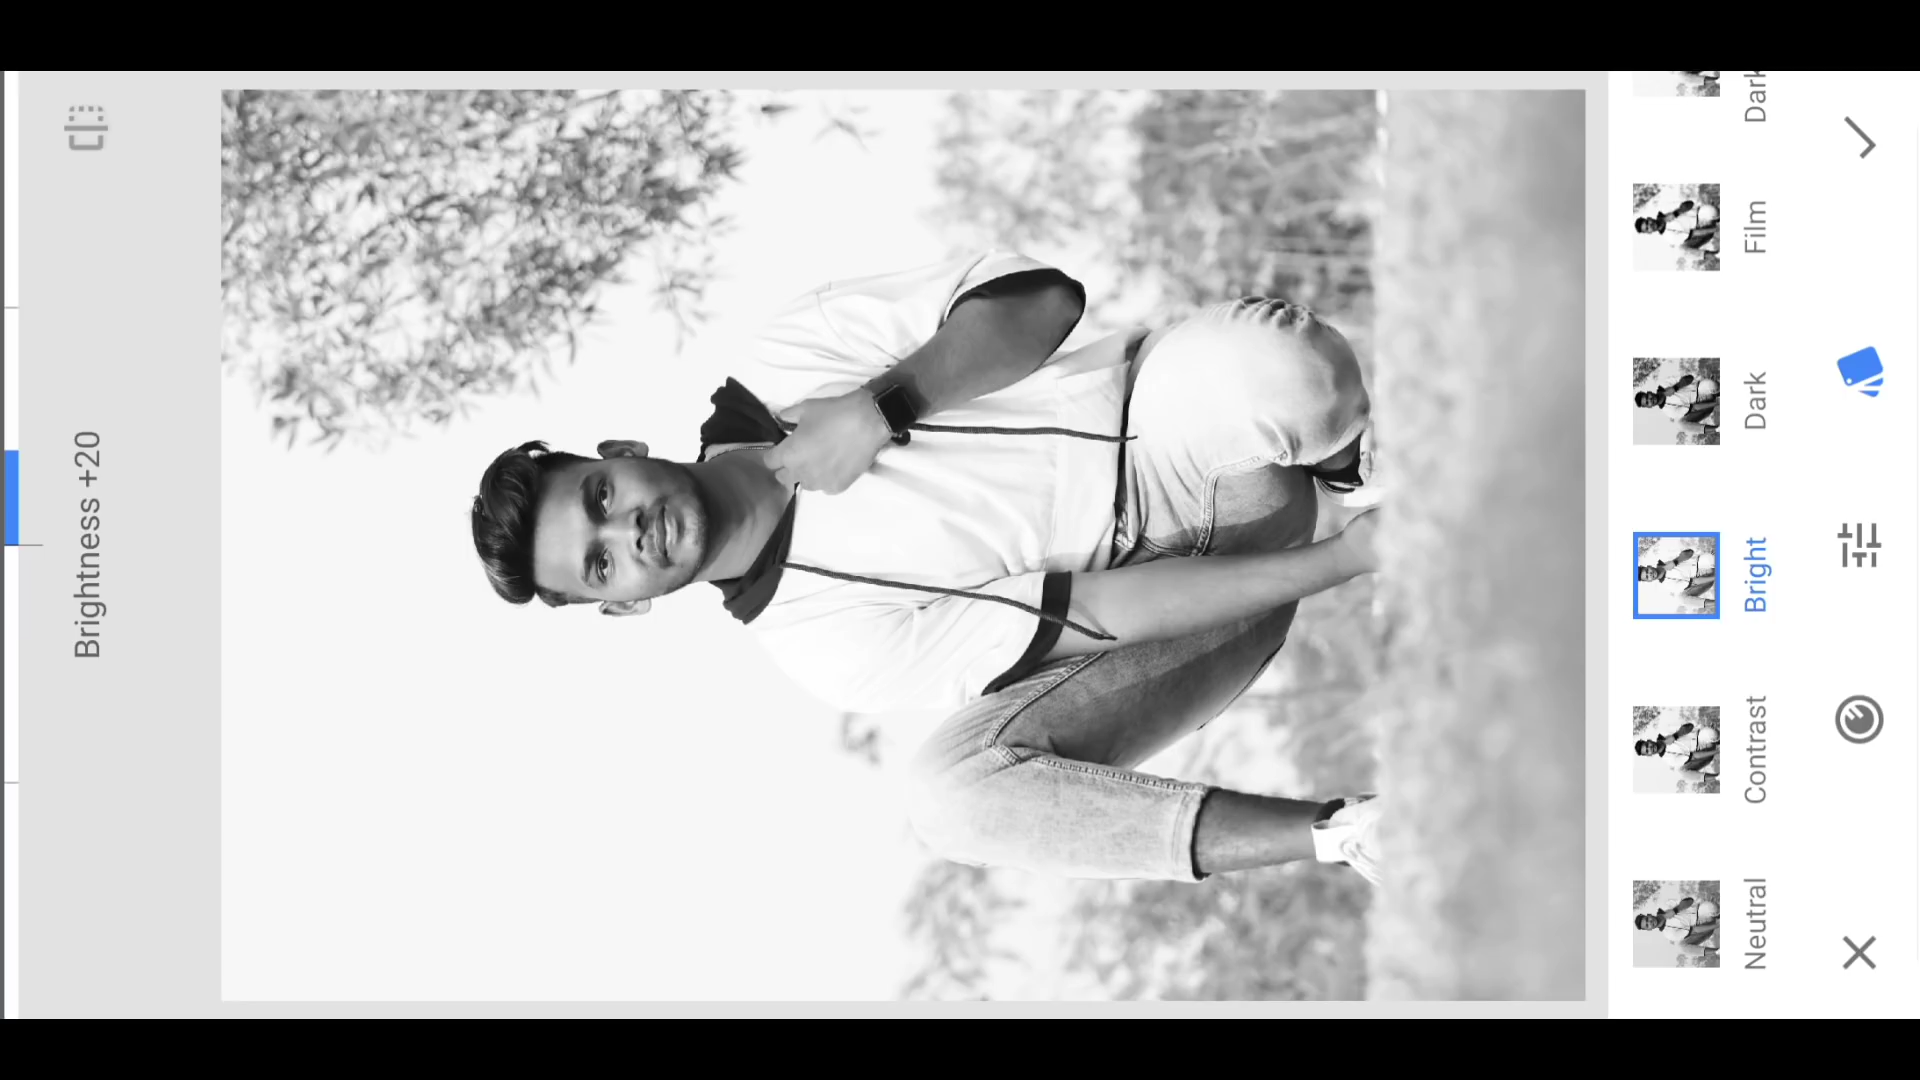 Brightness +20
Neutral
Contrast
Bright
Dark
Film
Dark